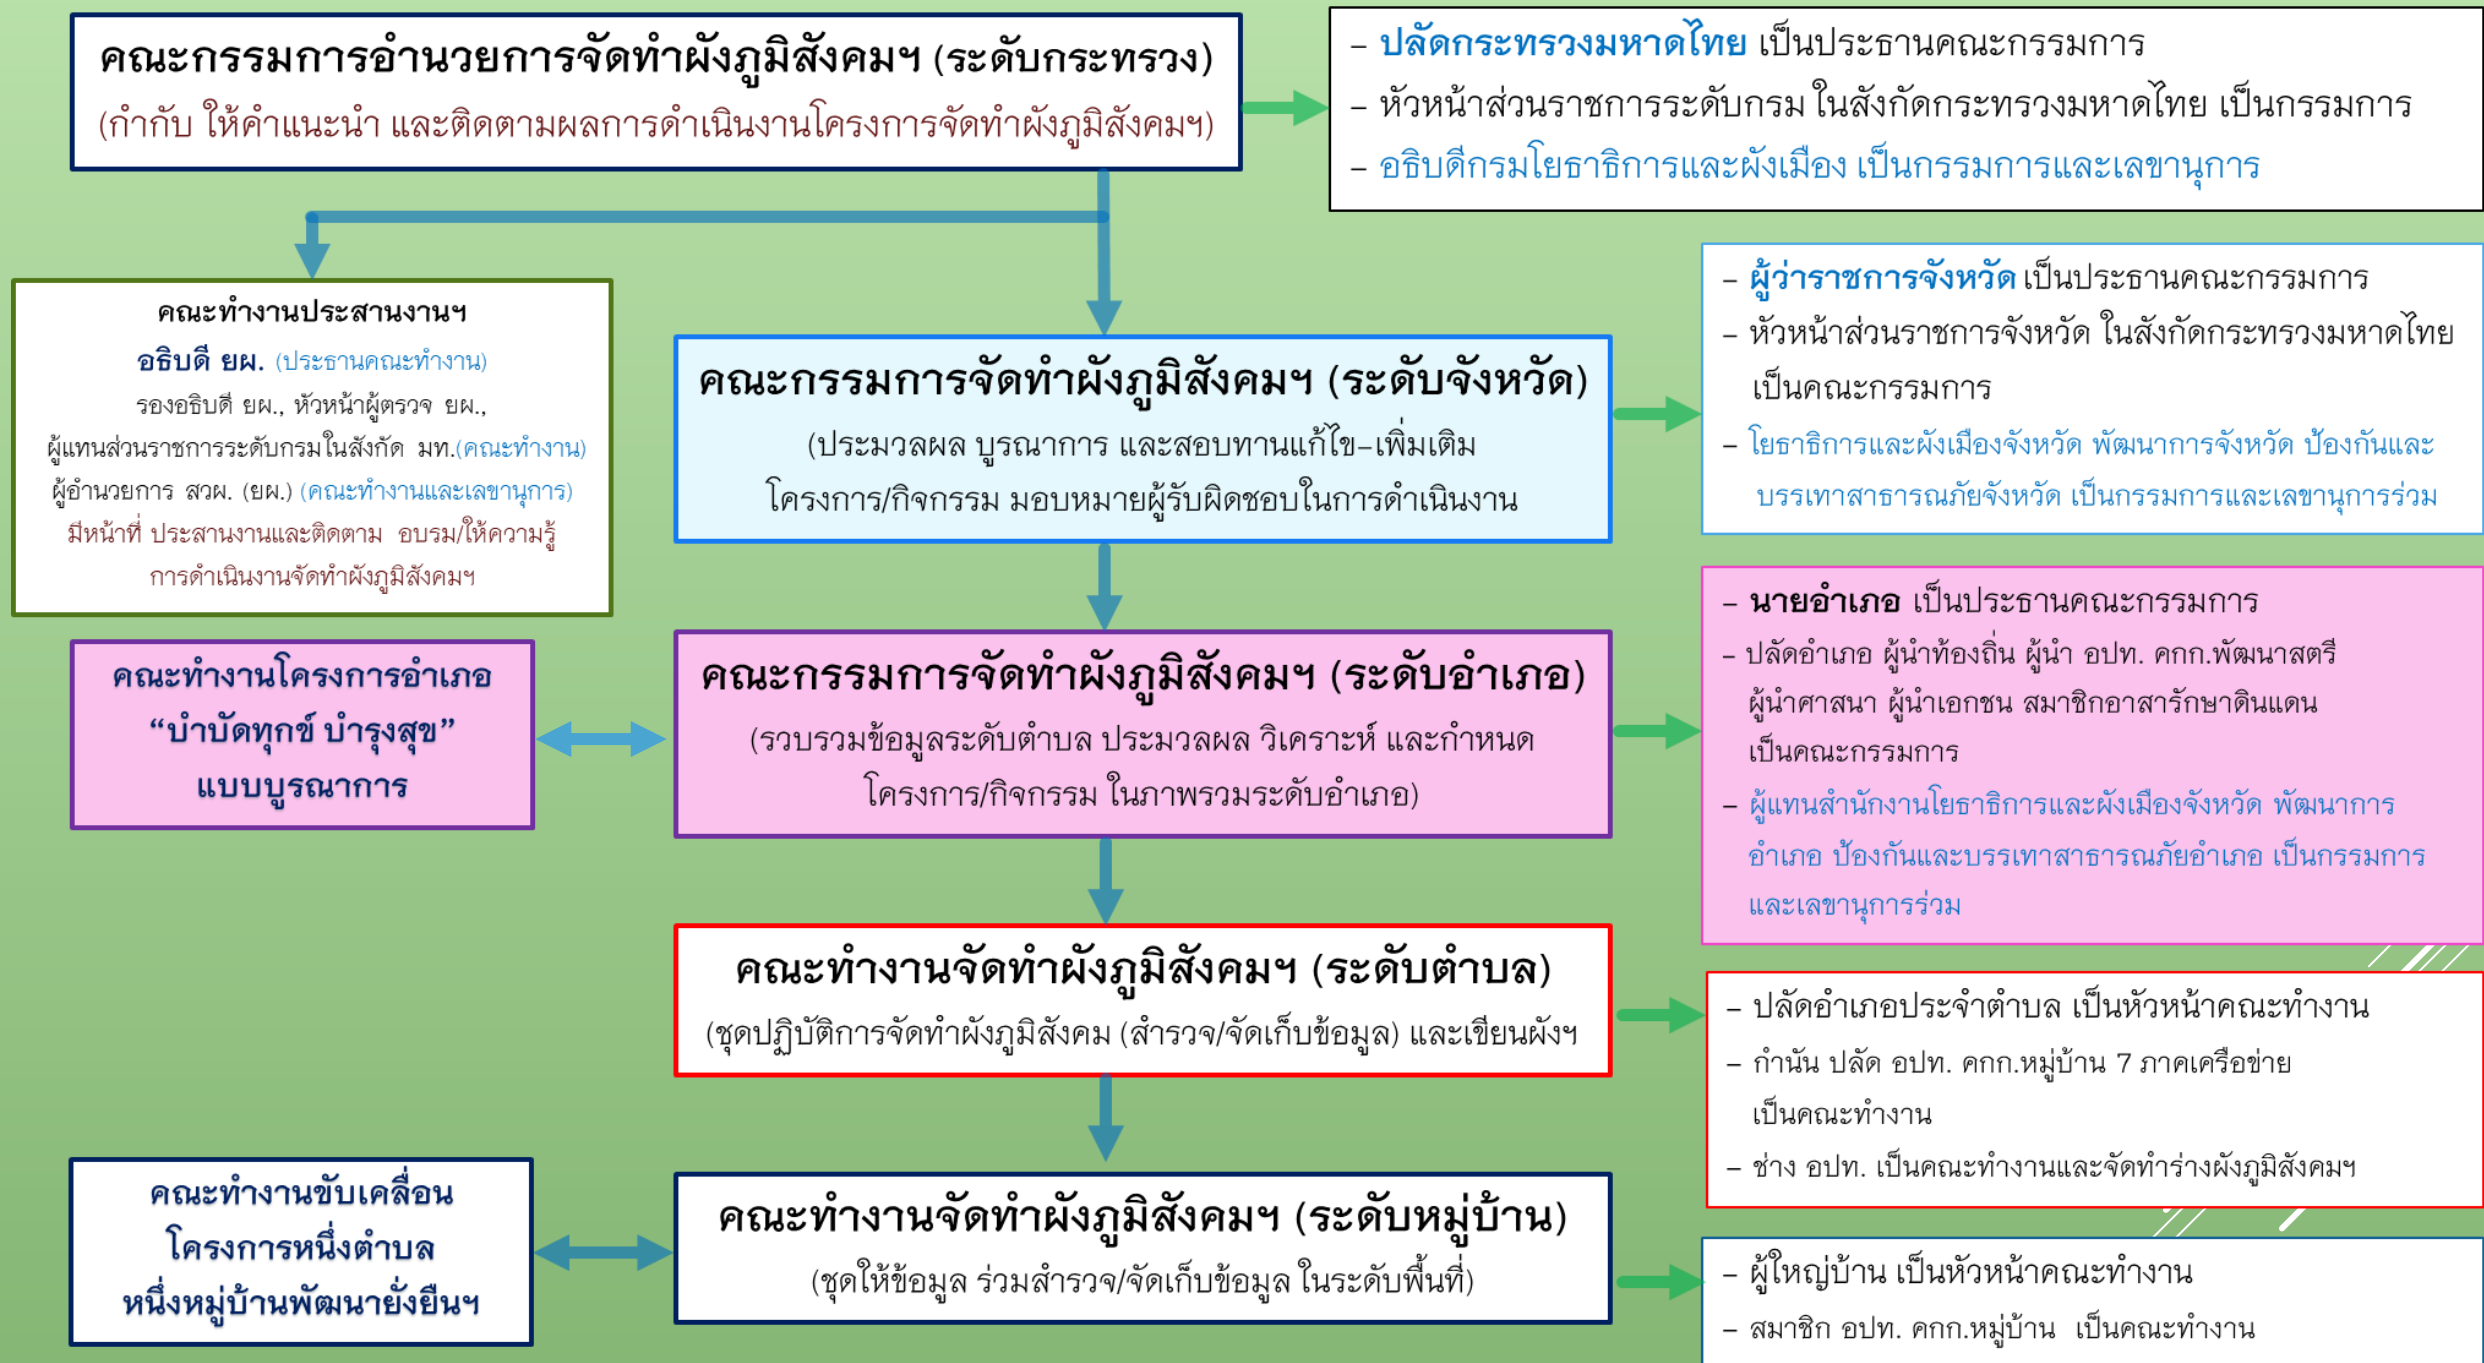 คณะกรรมการอำนวยการจัดทำผังภูมิสังคมฯ (ระดับกระทรวง)
(กำกับ ให้คำแนะนำ และติดตามผลการดำเนินงานโครงการจัดทำผังภูมิสังคมฯ)
– ปลัดกระทรวงมหาดไทย เป็นประธานคณะกรรมการ
– หัวหน้าส่วนราชการระดับกรม ในสังกัดกระทรวงมหาดไทย เป็นกรรมการ
– อธิบดีกรมโยธาธิการและผังเมือง เป็นกรรมการและเลขานุการ
คณะทำงานประสานงานฯ
อธิบดี ยผ. (ประธานคณะทำงาน)
รองอธิบดี ยผ., หัวหน้าผู้ตรวจ ยผ.,
ผู้แทนส่วนราชการระดับกรมในสังกัด มท.(คณะทำงาน)
ผู้อำนวยการ สวผ. (ยผ.) (คณะทำงานและเลขานุการ)
มีหน้าที่ ประสานงานและติดตาม อบรม/ให้ความรู้
การดำเนินงานจัดทำผังภูมิสังคมฯ
คณะกรรมการจัดทำผังภูมิสังคมฯ (ระดับจังหวัด)
(ประมวลผล บูรณาการ และสอบทานแก้ไข–เพิ่มเติม
โครงการ/กิจกรรม มอบหมายผู้รับผิดชอบในการดำเนินงาน
– ผู้ว่าราชการจังหวัด เป็นประธานคณะกรรมการ
– หัวหน้าส่วนราชการจังหวัด ในสังกัดกระทรวงมหาดไทย
เป็นคณะกรรมการ
– โยธาธิการและผังเมืองจังหวัด พัฒนาการจังหวัด ป้องกันและ
บรรเทาสาธารณภัยจังหวัด เป็นกรรมการและเลขานุการร่วม
คณะทำงานโครงการอำเภอ
“บำบัดทุกข์ บำรุงสุข”
แบบบูรณาการ
คณะกรรมการจัดทำผังภูมิสังคมฯ (ระดับอำเภอ)
(รวบรวมข้อมูลระดับตำบล ประมวลผล วิเคราะห์ และกำหนด
โครงการ/กิจกรรม ในภาพรวมระดับอำเภอ)
– นายอำเภอ เป็นประธานคณะกรรมการ
– ปลัดอำเภอ ผู้นำท้องถิ่น ผู้นำ อปท. คกก.พัฒนาสตรี
ผู้นำศาสนา ผู้นำเอกชน สมาชิกอาสารักษาดินแดน
เป็นคณะกรรมการ
– ผู้แทนสำนักงานโยธาธิการและผังเมืองจังหวัด พัฒนาการ
อำเภอ ป้องกันและบรรเทาสาธารณภัยอำเภอ เป็นกรรมการ
และเลขานุการร่วม
คณะทำงานจัดทำผังภูมิสังคมฯ (ระดับตำบล)
(ชุดปฏิบัติการจัดทำผังภูมิสังคม (สำรวจ/จัดเก็บข้อมูล) และเขียนผังฯ
– ปลัดอำเภอประจำตำบล เป็นหัวหน้าคณะทำงาน
– กำนัน ปลัด อปท. คกก.หมู่บ้าน 7 ภาคเครือข่าย
เป็นคณะทำงาน
– ช่าง อปท. เป็นคณะทำงานและจัดทำร่างผังภูมิสังคมฯ
คณะทำงานขับเคลื่อน
โครงการหนึ่งตำบล
หนึ่งหมู่บ้านพัฒนายั่งยืนฯ
คณะทำงานจัดทำผังภูมิสังคมฯ (ระดับหมู่บ้าน)
(ชุดให้ข้อมูล ร่วมสำรวจ/จัดเก็บข้อมูล ในระดับพื้นที่)
– ผู้ใหญ่บ้าน เป็นหัวหน้าคณะทำงาน
– สมาชิก อปท. คกก.หมู่บ้าน เป็นคณะทำงาน